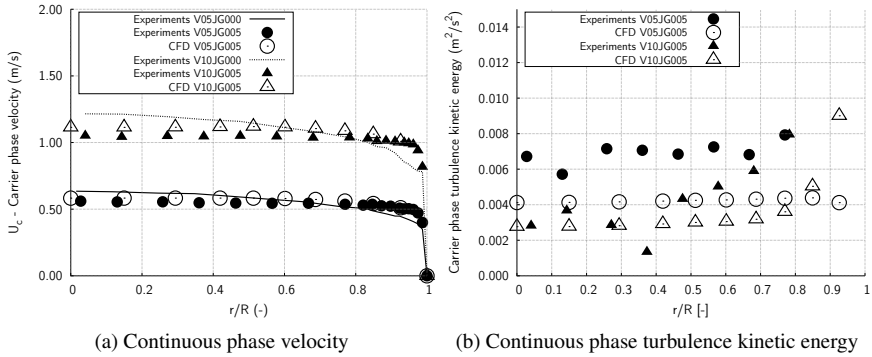 2.00
1.50
1.00
0.50
0.00
0
0.2
0.4
0.6
0.8
1
U_c - Carrier phase velocity (m/s)
r/R (-)
Experiments V05JG000
Experiments V05JG005
CFD V05JG005
Experiments V10JG000
Experiments V10JG005
CFD V10JG005
(a) Continuous phase velocity
0.014
0.012
0.010
0.008
0.006
0.004
0.002
0.000
0
0.1
0.2
0.3
0.4
0.5
0.6
0.7
0.8
0.9
1
Carrier phase turbulence kinetic energy (m²/s²)
r/R [-]
Experiments V05JG005
CFD V05JG005
Experiments V10JG005
CFD V10JG005
(b) Continuous phase turbulence kinetic energy